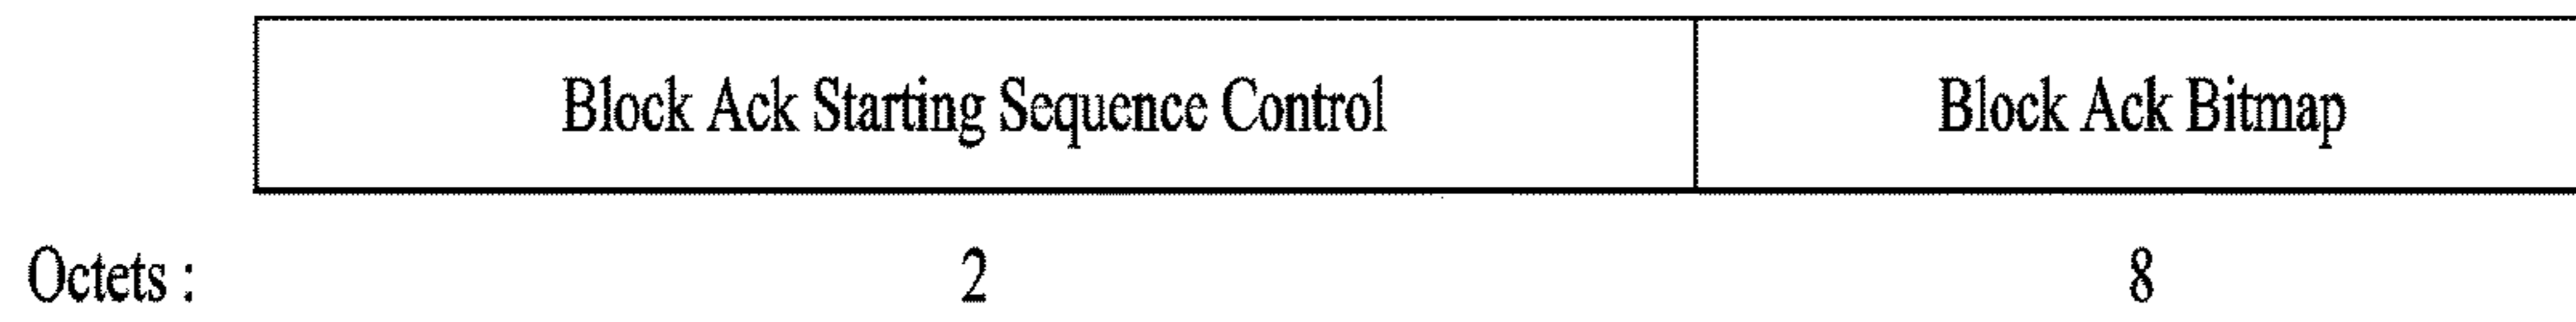 Block Ack Starting Sequence Control Block Ack Bitmap
Octets : 2 8